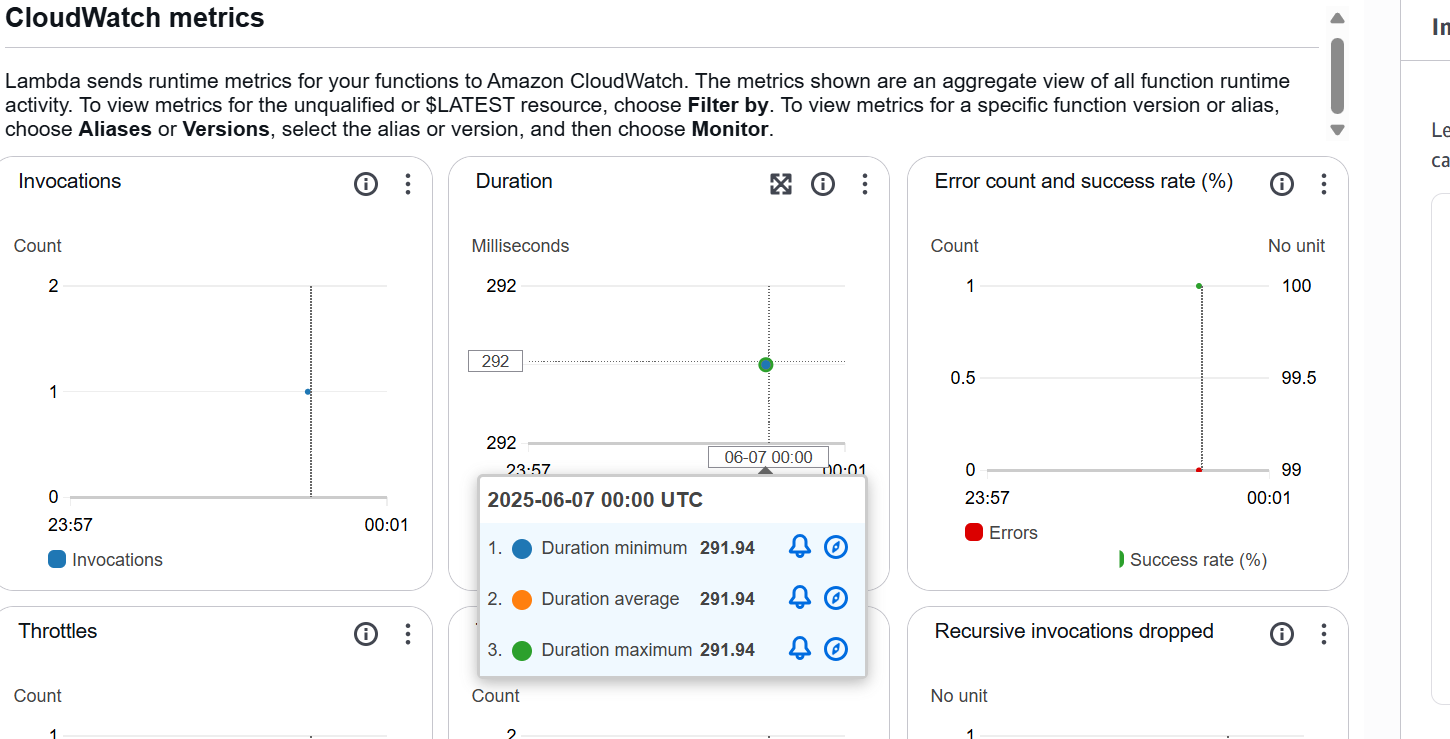 CloudWatch metrics
In
Lambda sends runtime metrics for your functions to Amazon CloudWatch. The metrics shown are an aggregate view of all function runtime
activity. To view metrics for the unqualified or $LATEST resource, choose Filter by. To view metrics for a specific function version or alias,
choose Aliases or Versions, select the alias or version, and then choose Monitor.
Le
ca
Invocations
Count
2
1
0
23:57
00:01
Invocations
Duration
Milliseconds
292
292
292
23:57
06-07 00:00
00:01
2025-06-07 00:00 UTC
1. Duration minimum 291.94
2. Duration average 291.94
3. Duration maximum 291.94
Error count and success rate (%)
Count
No unit
1
100
0.5
99.5
0
99
23:57
00:01
Errors
Success rate (%)
Throttles
Count
1
Count
2
Recursive invocations dropped
No unit
1